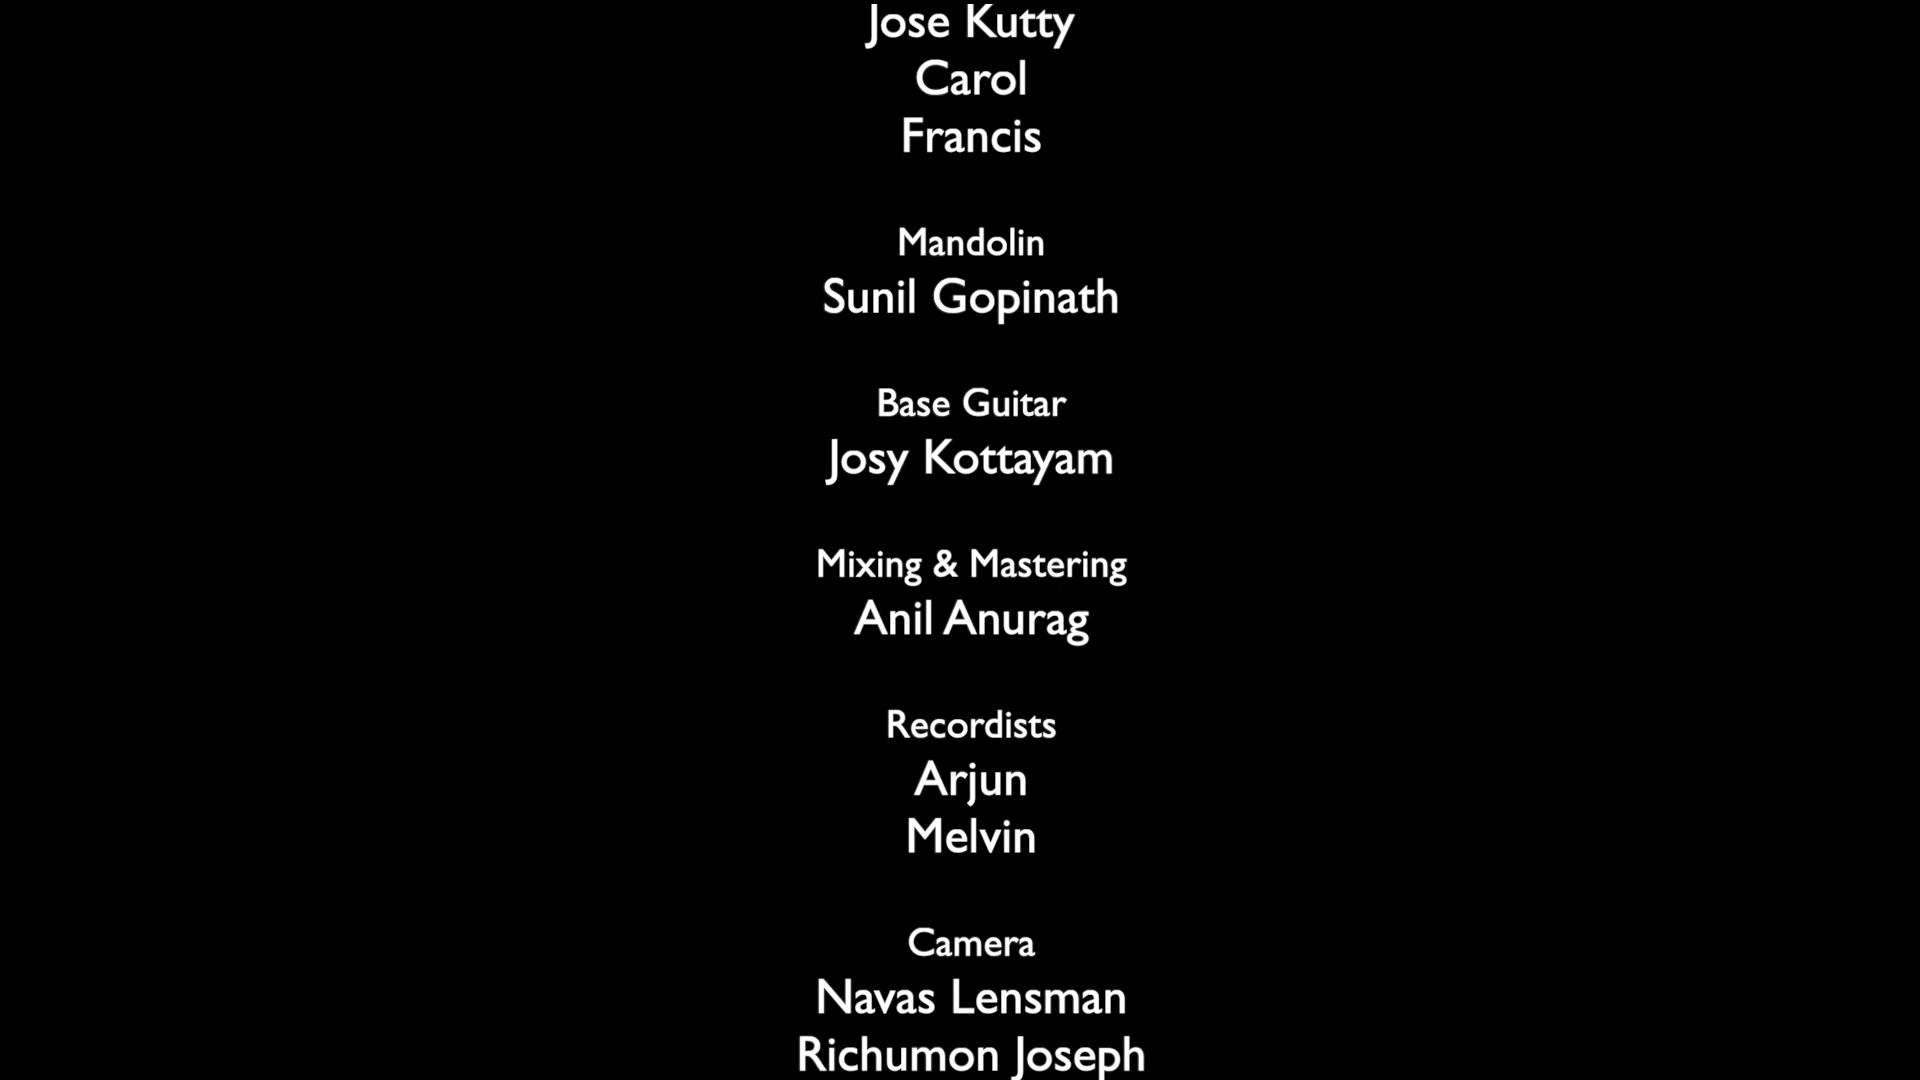 Jose Kutty
Carol
Francis
Mandolin
Sunil Gopinath
Base Guitar
Josy Kottayam
Mixing & Mastering
Anil Anurag
Recordists
Arjun
Melvin
Camera
Navas Lensman
Richumon Joseph